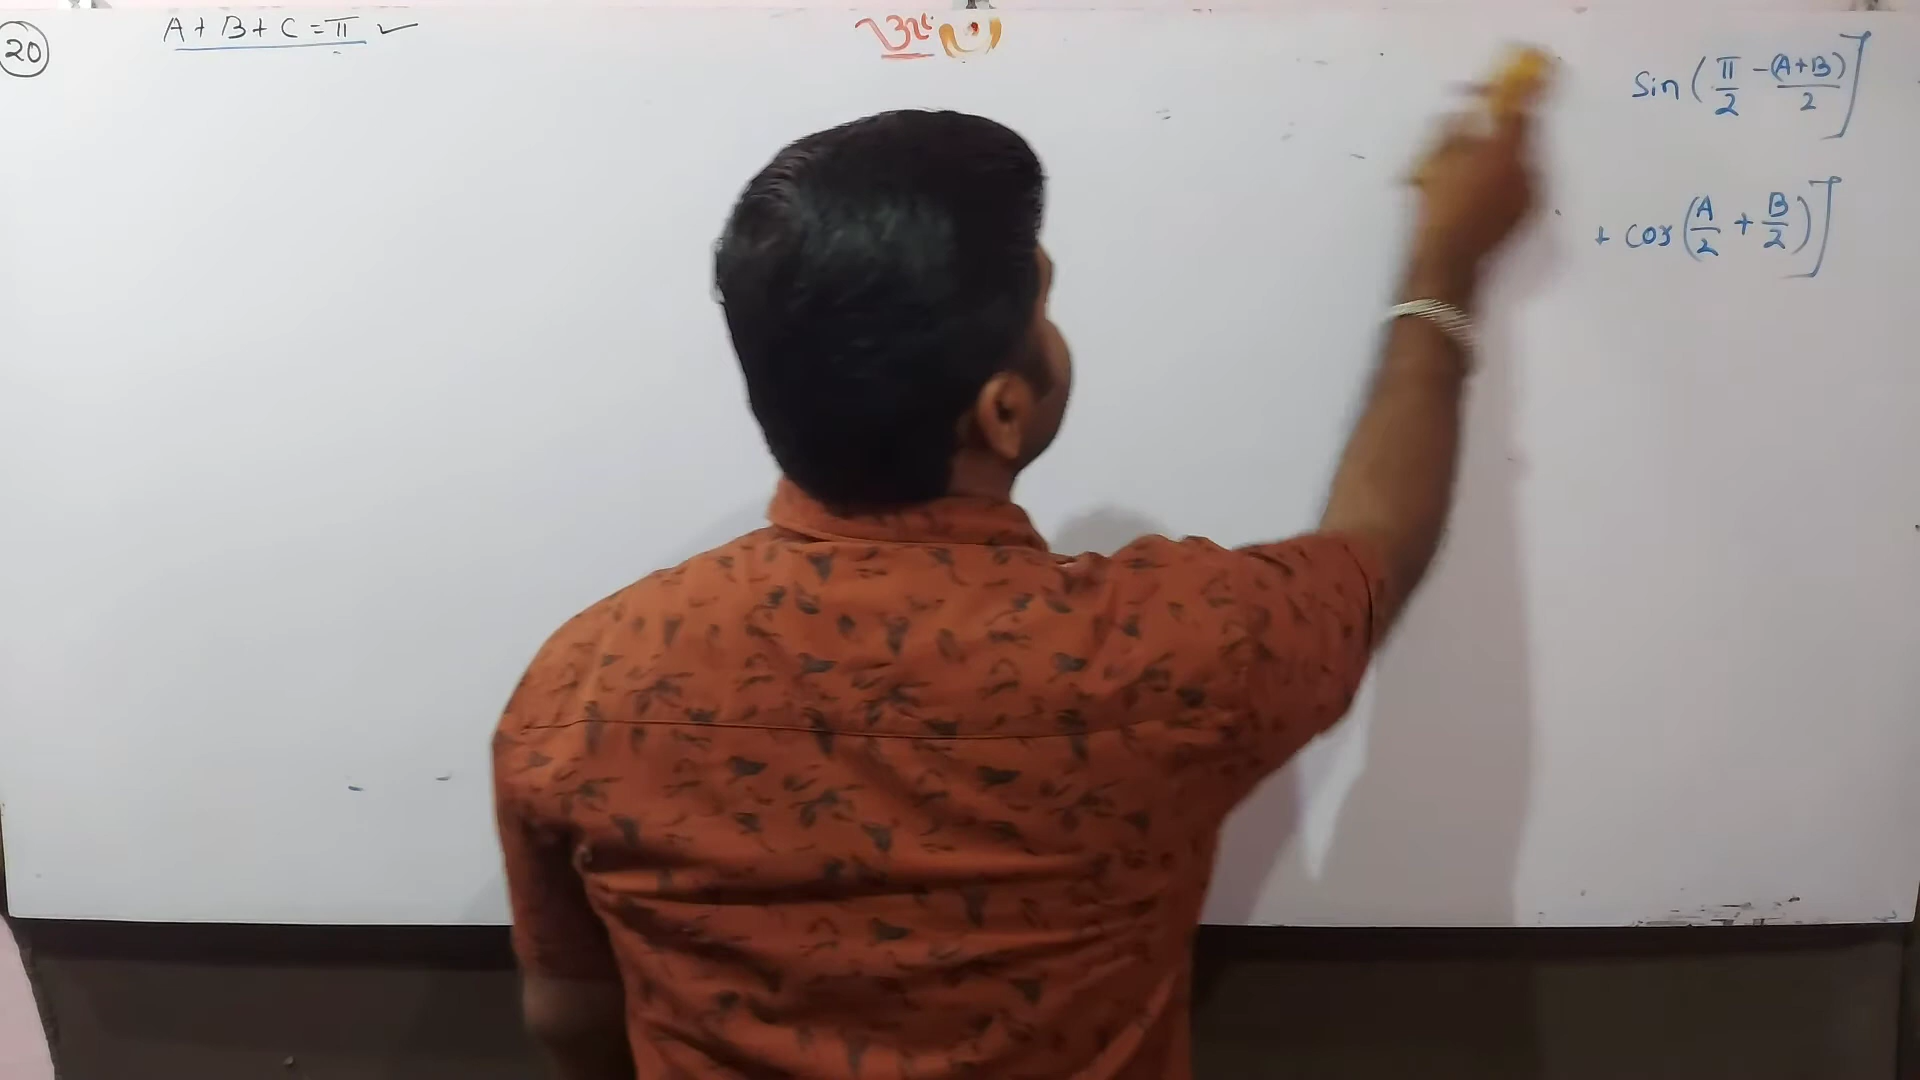 20 A + B + C = π ✓
Sin ( π/2 - (A+B)/2 ]
+ cos (A/2 + B/2) ]